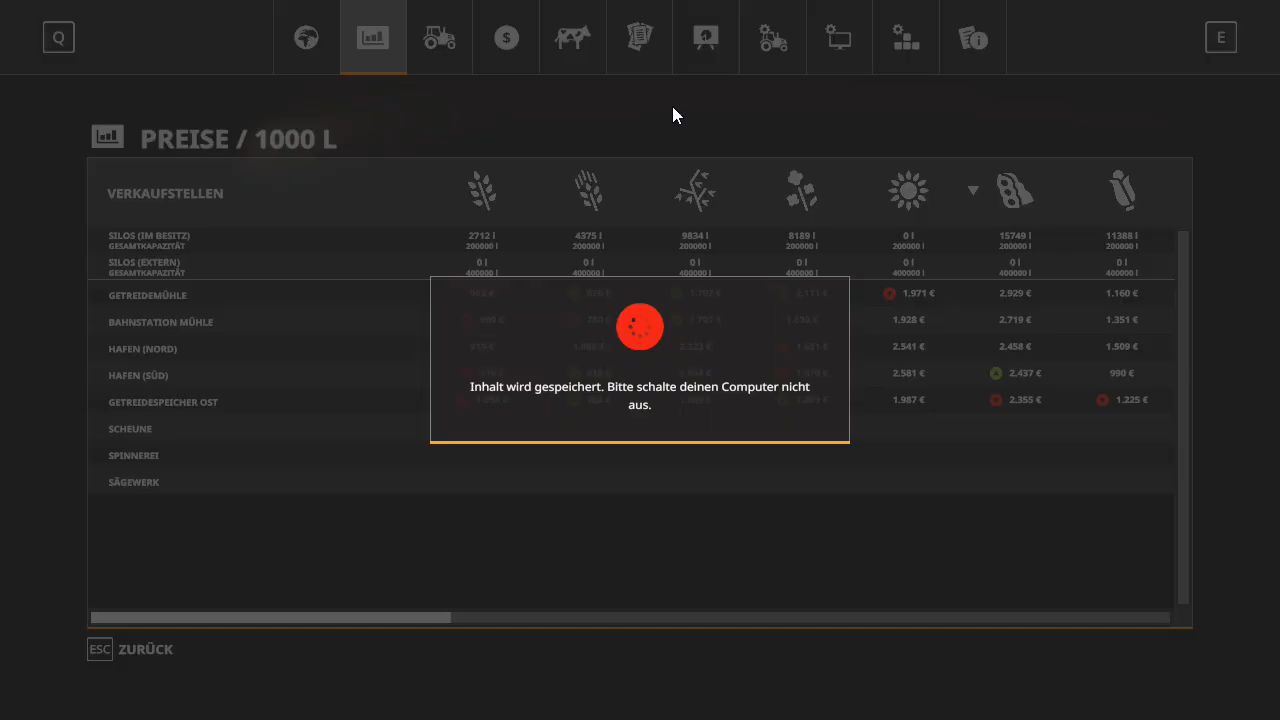 Q
E
PREISE / 1000 L
VERKAUFSTELLEN
SILOS (IM BESITZ) 2712 l 4375 l 9834 l 8189 l 0 l 15749 l 11388 l
GESAMTKAPAZITÄT 200000 l 200000 l 200000 l 200000 l 200000 l 200000 l 200000 l
SILOS (EXTERN) 0 l 0 l 0 l 0 l 0 l 0 l 0 l
GESAMTKAPAZITÄT 400000 l 400000 l 400000 l 400000 l 400000 l 400000 l 400000 l
GETREIDEMÜHLE 1.971 € 2.929 € 1.160 €
BAHNSTATION MÜHLE 1.928 € 2.719 € 1.351 €
HAFEN (NORD) 2.541 € 2.458 € 1.509 €
HAFEN (SÜD) 2.581 € 2.437 € 990 €
GETREIDESPEICHER OST 1.987 € 2.355 € 1.225 €
SCHEUNE
SPINNEREI
SÄGEWERK
Inhalt wird gespeichert. Bitte schalte deinen Computer nicht
aus.
ESC ZURÜCK